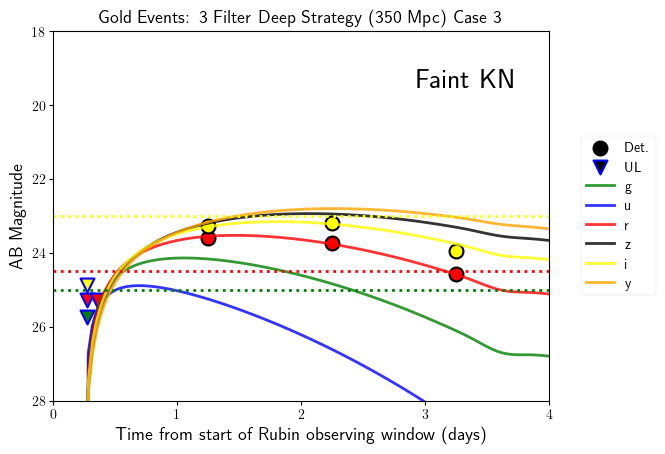 Gold Events: 3 Filter Deep Strategy (350 Mpc) Case 3
18
20
22
24
26
28
AB Magnitude
Faint KN
0 1 2 3 4
Time from start of Rubin observing window (days)
Det.
UL
g
u
r
z
i
y